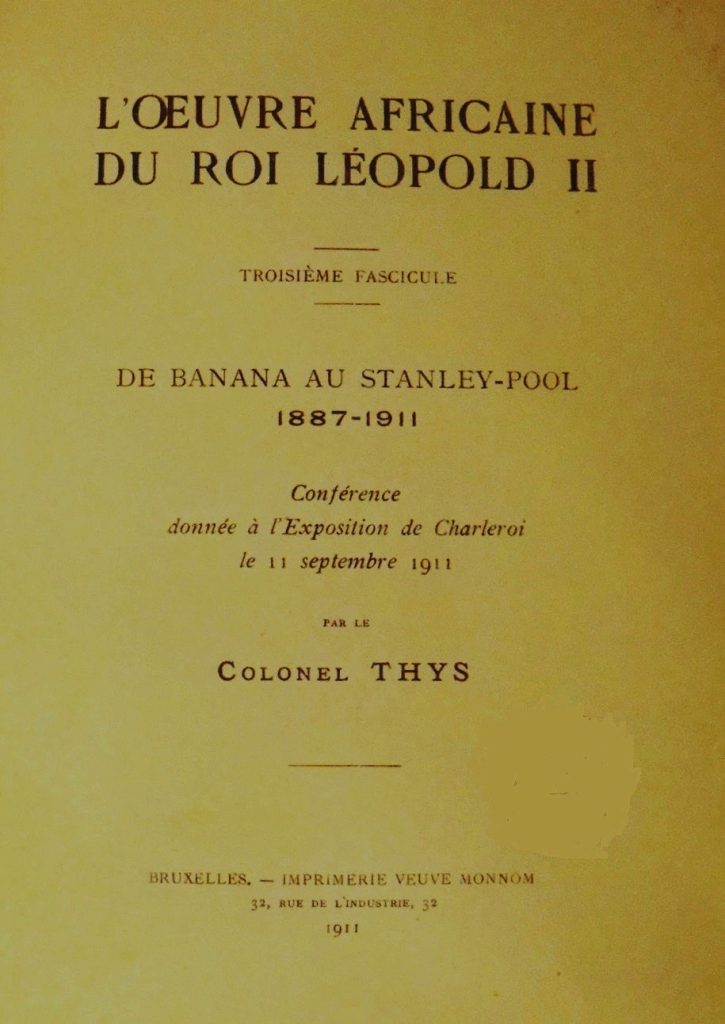 L'ŒUVRE AFRICAINE
DU ROI LÉOPOLD II
TROISIÈME FASCICULE
DE BANANA AU STANLEY-POOL
1887-1911
Conférence
donnée à l'Exposition de Charleroi
le 11 septembre 1911
PAR LE
COLONEL THYS
BRUXELLES. — IMPRIMERIE VEUVE MONNOM
32, RUE DE L'INDUSTRIE, 32
1911